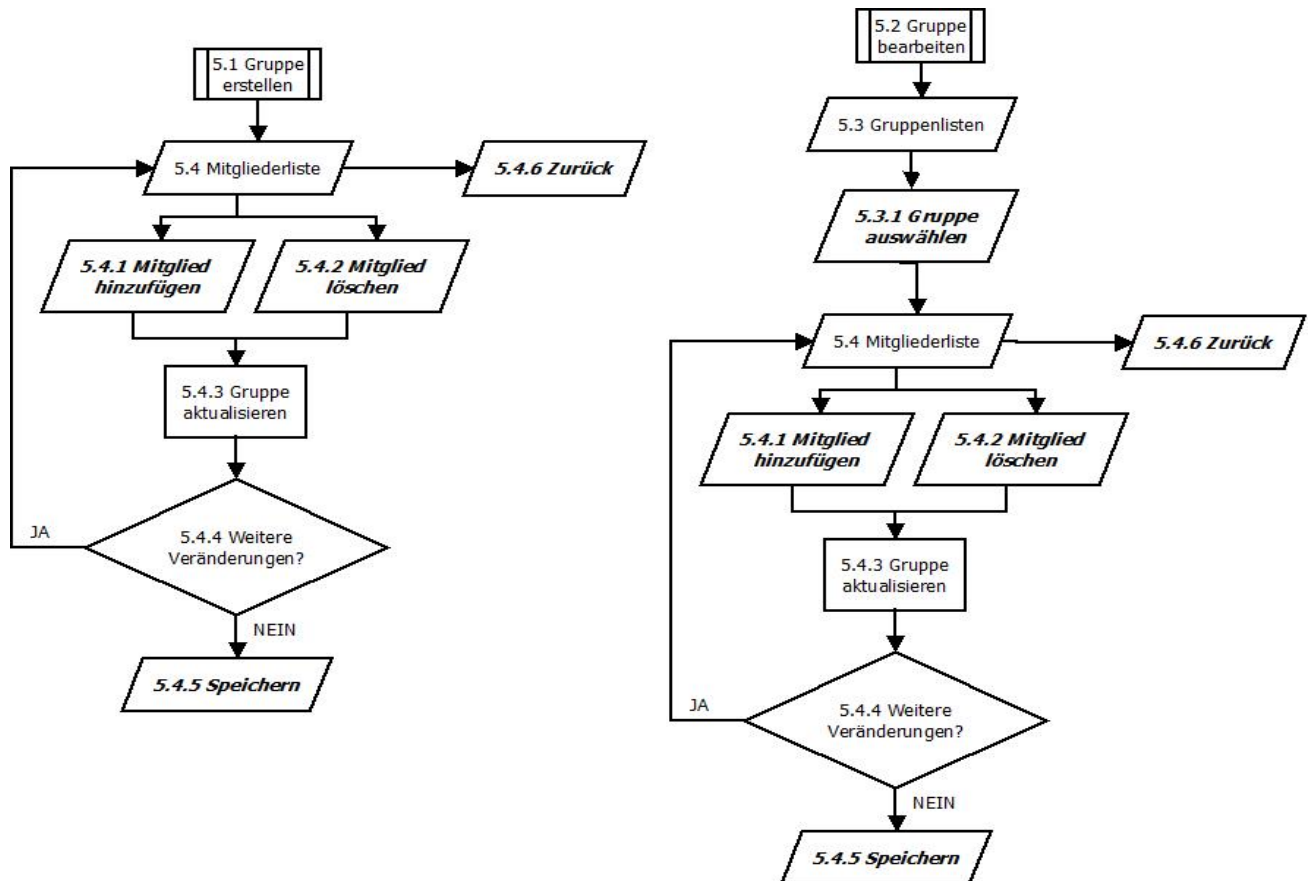 5.1 Gruppe
erstellen
5.4 Mitgliederliste
5.4.6 Zurück
5.4.1 Mitglied
hinzufügen
5.4.2 Mitglied
löschen
5.4.3 Gruppe
aktualisieren
5.4.4 Weitere
Veränderungen?
JA
NEIN
5.4.5 Speichern
5.2 Gruppe
bearbeiten
5.3 Gruppenlisten
5.3.1 Gruppe
auswählen
5.4 Mitgliederliste
5.4.6 Zurück
5.4.1 Mitglied
hinzufügen
5.4.2 Mitglied
löschen
5.4.3 Gruppe
aktualisieren
5.4.4 Weitere
Veränderungen?
JA
NEIN
5.4.5 Speichern